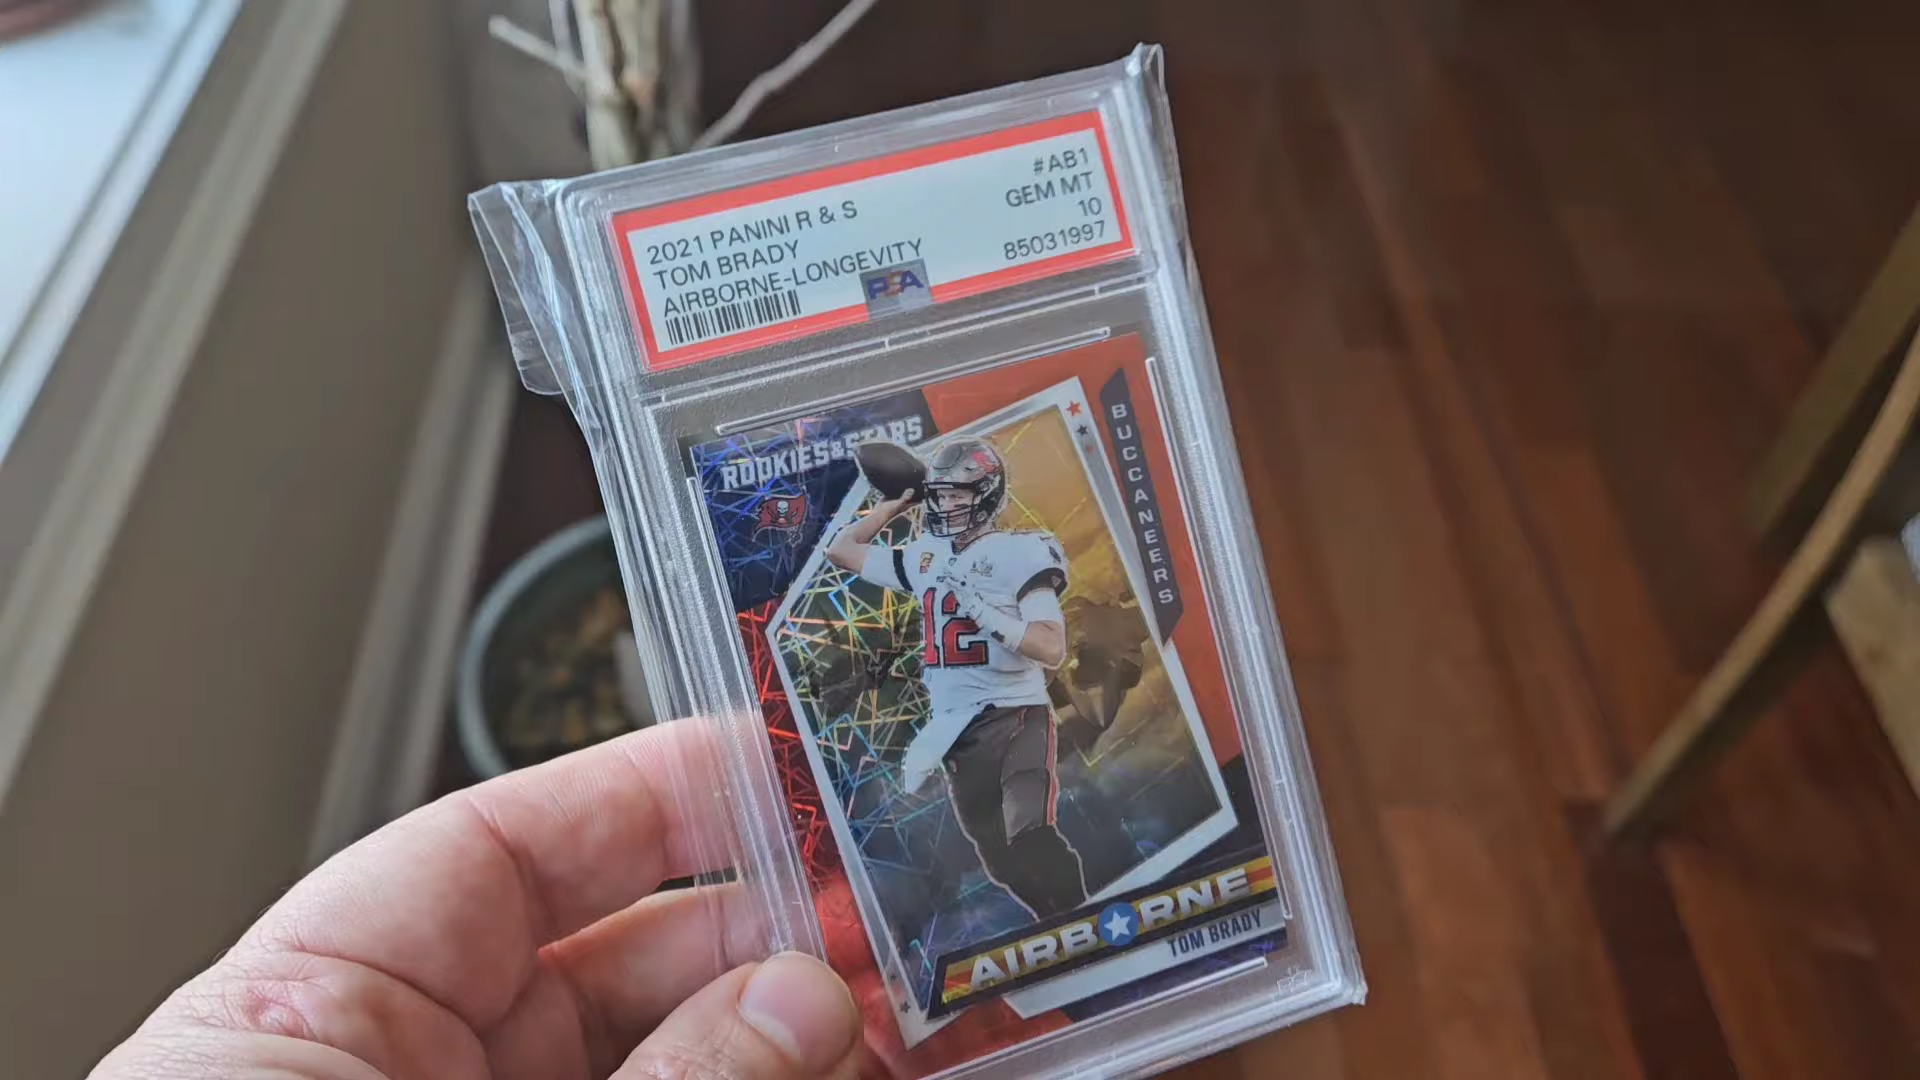 2021 PANINI R & S
#AB1
TOM BRADY
GEM MT
AIRBORNE-LONGEVITY
10
PSA
85031997
ROOKIES&STARS
BUCCANEERS
12
AIRBORNE
TOM BRADY